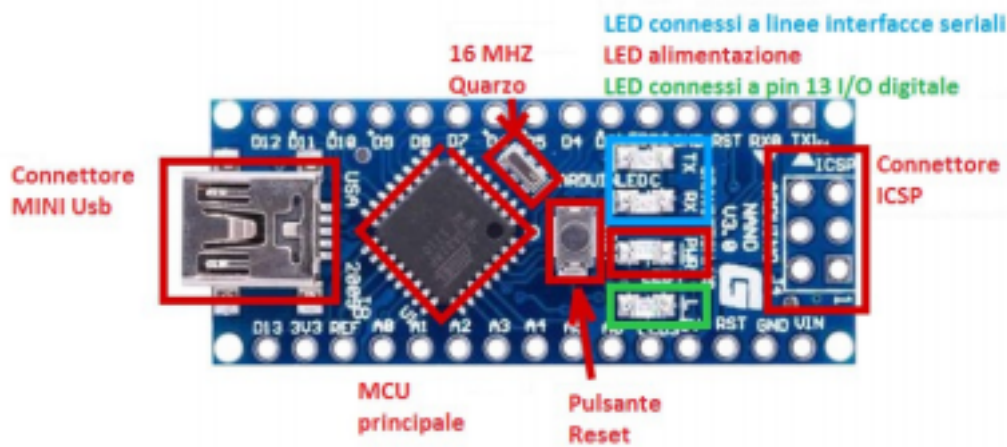 LED connessi a linee interfacce seriali
LED alimentazione
LED connessi a pin 13 I/O digitale
16 MHZ
Quarzo
D12 D11 D10 D9 D8 D7 D5 D4 RST RX0 TX1
Connettore
MINI Usb
Connettore
ICSP
ICSP
USA
TX
RX
PWR
L
NANO
V3.0
D13 3V3 REF A0 A1 A2 A3 A4 RST GND VIN
MCU
principale
Pulsante
Reset